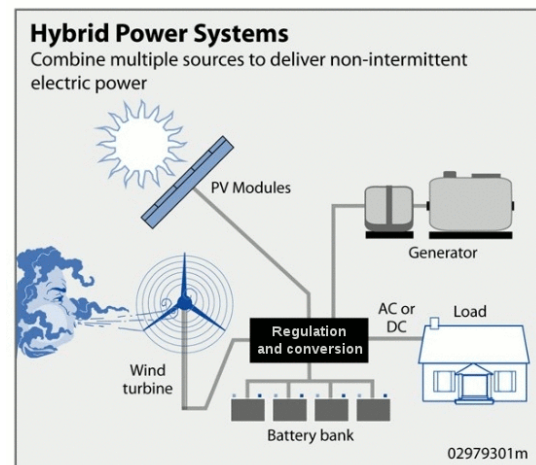 Hybrid Power Systems
Combine multiple sources to deliver non-intermittent
electric power
PV Modules
Generator
AC or
DC
Load
Regulation
and conversion
Wind
turbine
Battery bank
02979301m